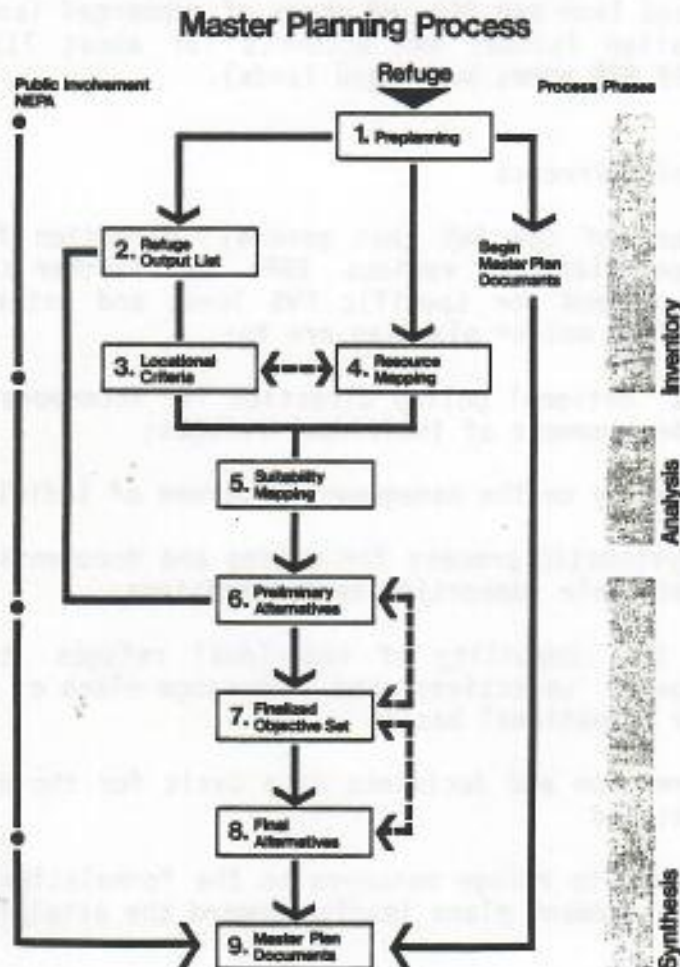 Master Planning Process
Refuge
Public Involvement
NEPA
Process Phases
1. Preplanning
2. Refuge
Output List
Begin
Master Plan
Documents
3. Locational
Criteria
4. Resource
Mapping
Inventory
5. Suitability
Mapping
Analysis
6. Preliminary
Alternatives
7. Finalized
Objective Set
8. Final
Alternatives
9. Master Plan
Documents
Synthesis